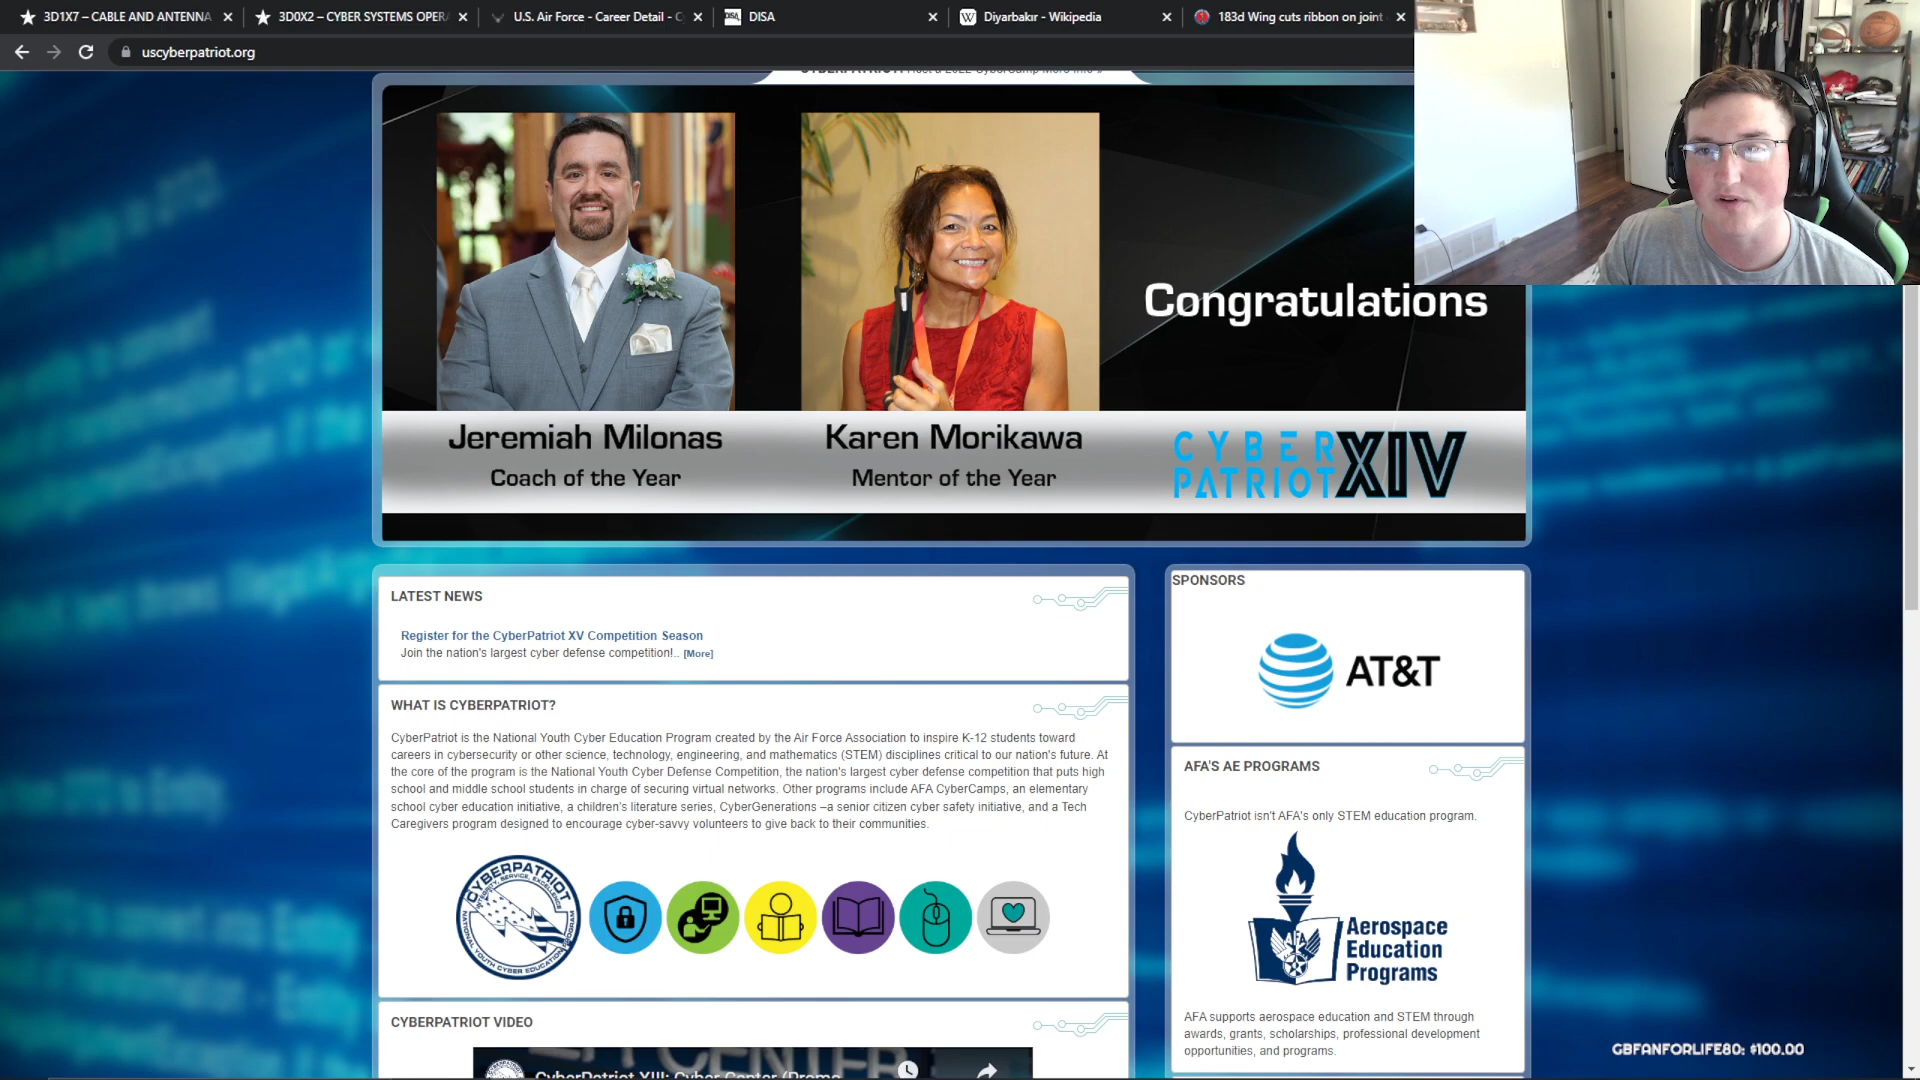 3D1X7 – CABLE AND ANTENNA
3D0X2 – CYBER SYSTEMS OPER
U.S. Air Force - Career Detail - C
DISA
Diyarbakır - Wikipedia
183d Wing cuts ribbon on joint
uscyberpatriot.org
Congratulations
Jeremiah Milonas
Coach of the Year
Karen Morikawa
Mentor of the Year
CYBER
PATRIOT
XIV
LATEST NEWS
Register for the CyberPatriot XV Competition Season
Join the nation's largest cyber defense competition!.. [More]
WHAT IS CYBERPATRIOT?
CyberPatriot is the National Youth Cyber Education Program created by the Air Force Association to inspire K-12 students toward
careers in cybersecurity or other science, technology, engineering, and mathematics (STEM) disciplines critical to our nation's future. At
the core of the program is the National Youth Cyber Defense Competition, the nation's largest cyber defense competition that puts high
school and middle school students in charge of securing virtual networks. Other programs include AFA CyberCamps, an elementary
school cyber education initiative, a children's literature series, CyberGenerations –a senior citizen cyber safety initiative, and a Tech
Caregivers program designed to encourage cyber-savvy volunteers to give back to their communities.
CYBERPATRIOT
INTEGRITY, SERVICE, EXCELLENCE
NATIONAL YOUTH CYBER EDUCATION PROGRAM
CYBERPATRIOT VIDEO
SPONSORS
AT&T
AFA'S AE PROGRAMS
CyberPatriot isn't AFA's only STEM education program.
AFA
Aerospace
Education
Programs
AFA supports aerospace education and STEM through
awards, grants, scholarships, professional development
opportunities, and programs.
GBFANFORLIFE80: $100.00